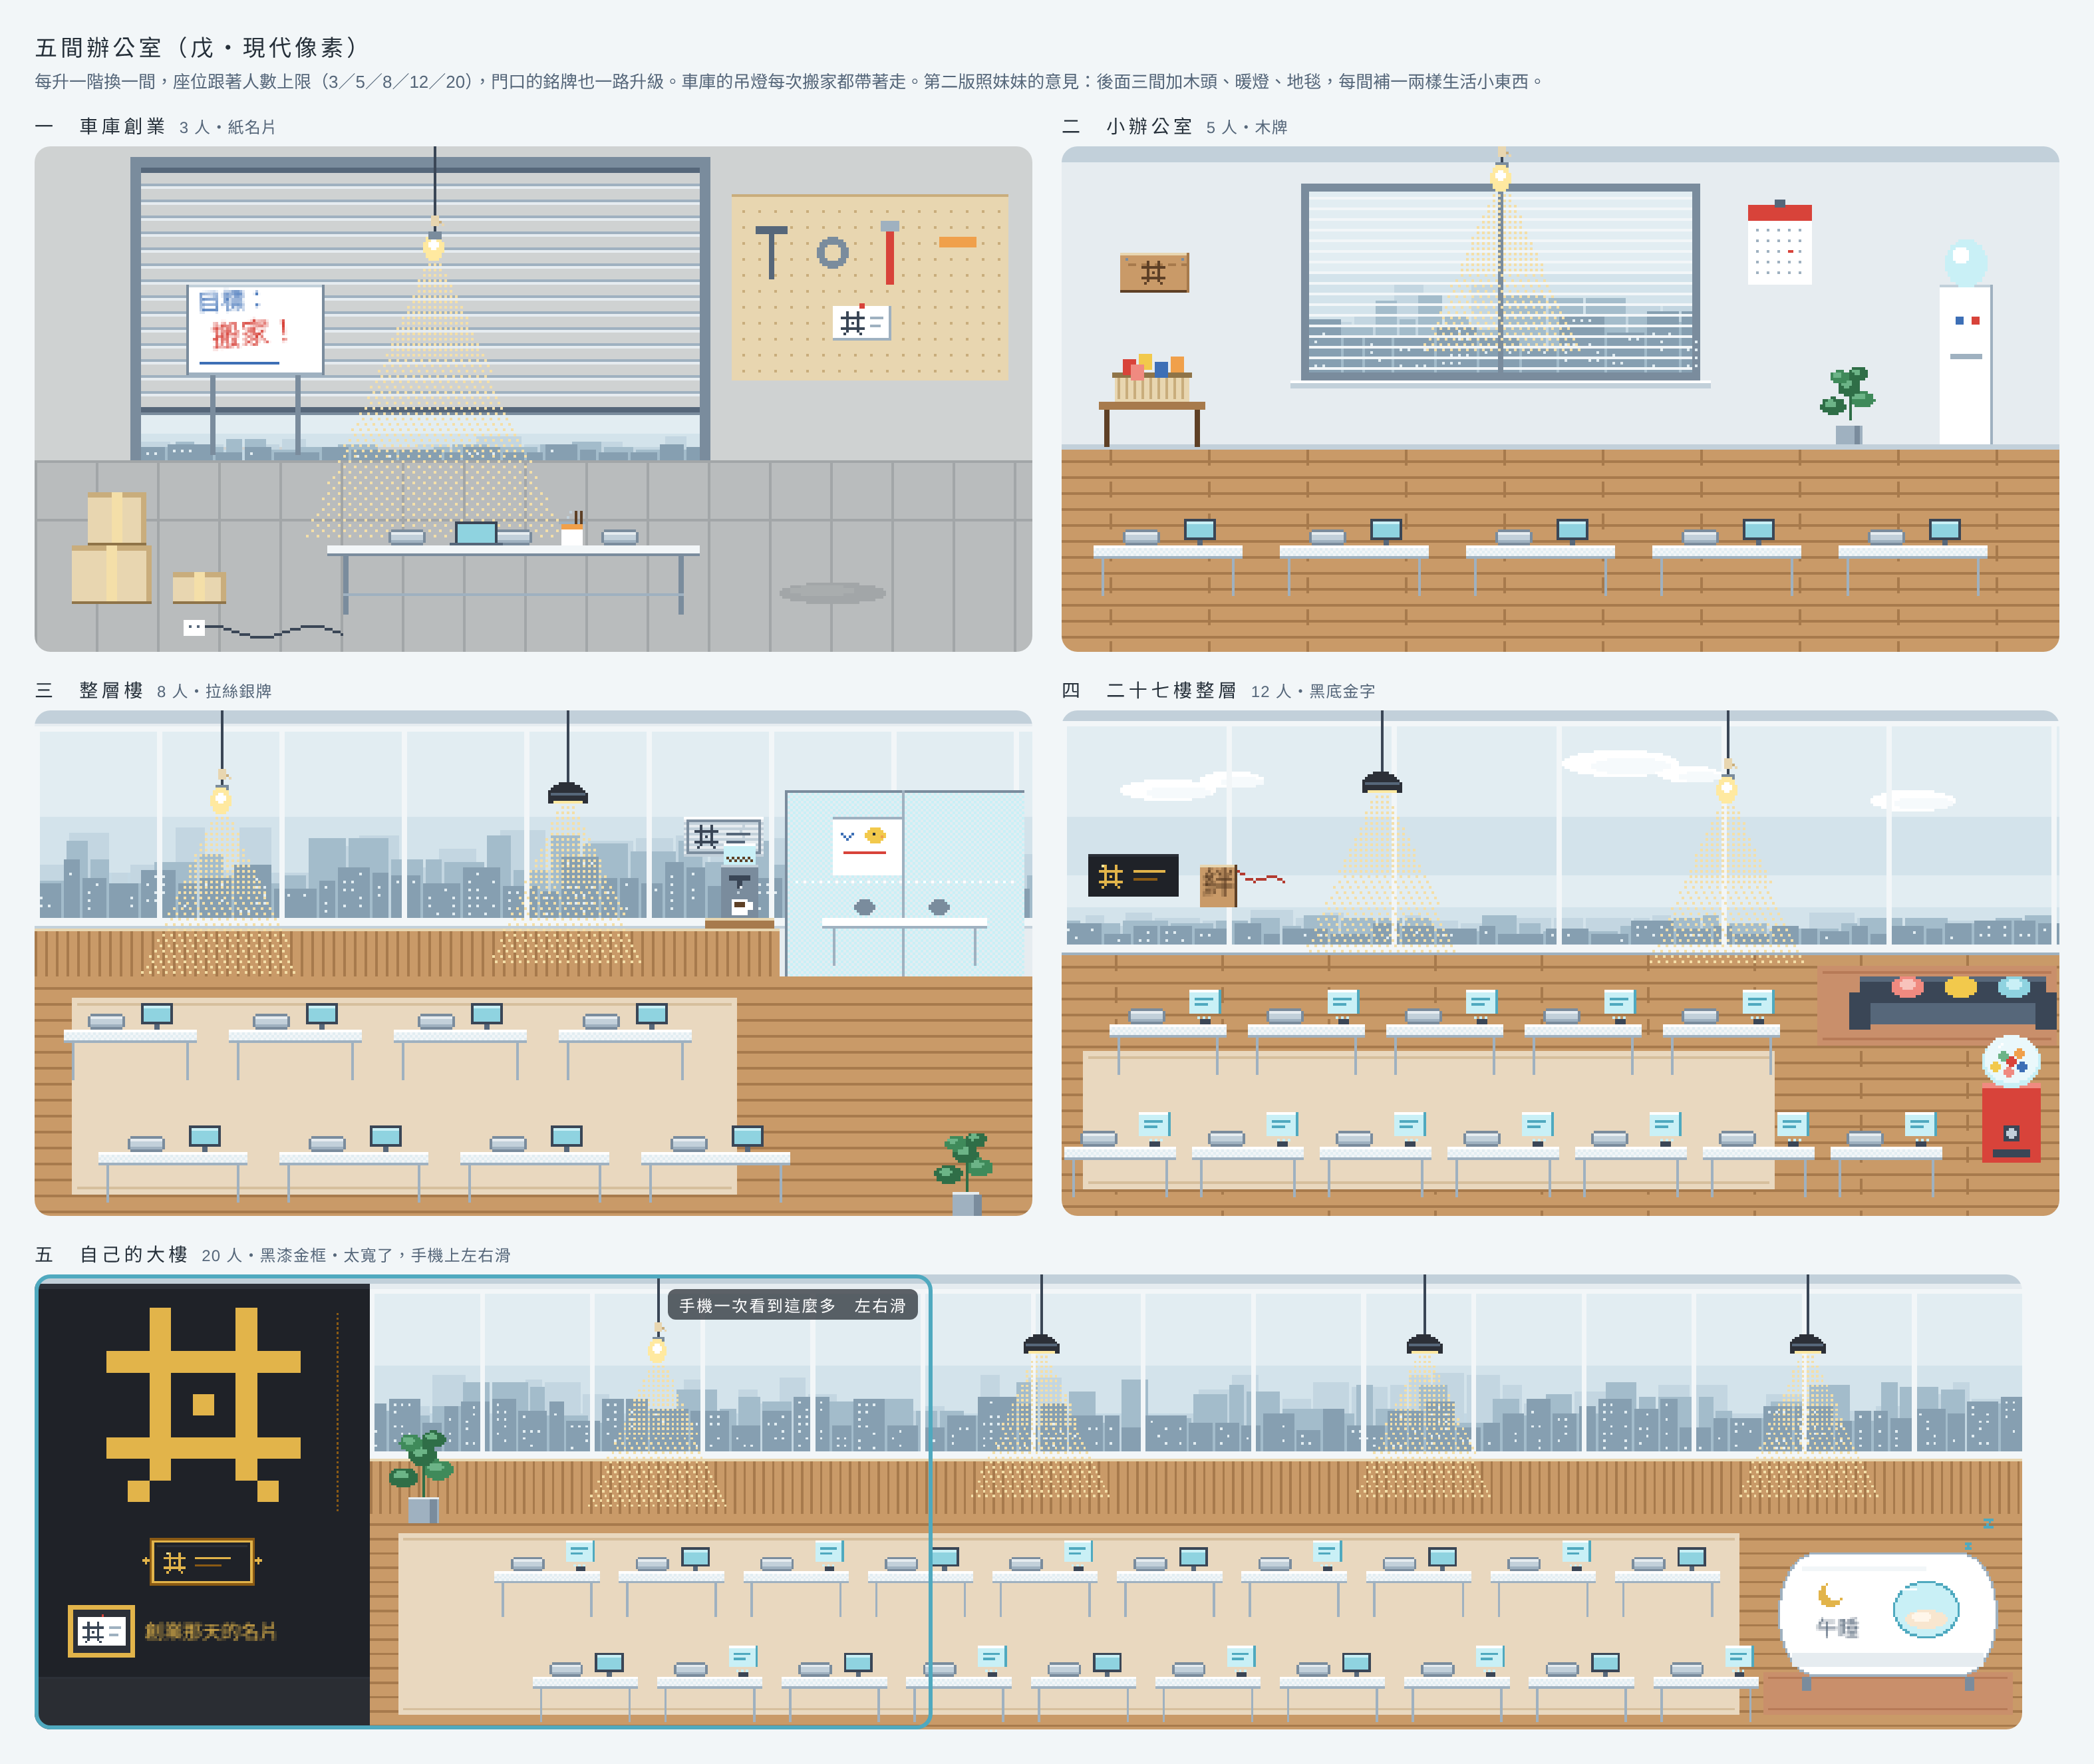 五間辦公室（戊・現代像素）
每升一階換一間，座位跟著人數上限（3／5／8／12／20），門口的銘牌也一路升級。車庫的吊燈每次搬家都帶著走。第二版照妹妹的意見：後面三間加木頭、暖燈、地毯，每間補一兩樣生活小東西。
一　車庫創業 3 人・紙名片
目標：
搬家！
二　小辦公室 5 人・木牌
三　整層樓 8 人・拉絲銀牌
四　二十七樓整層 12 人・黑底金字
五　自己的大樓 20 人・黑漆金框・太寬了，手機上左右滑
手機一次看到這麼多　左右滑
創業那天的名片
午睡